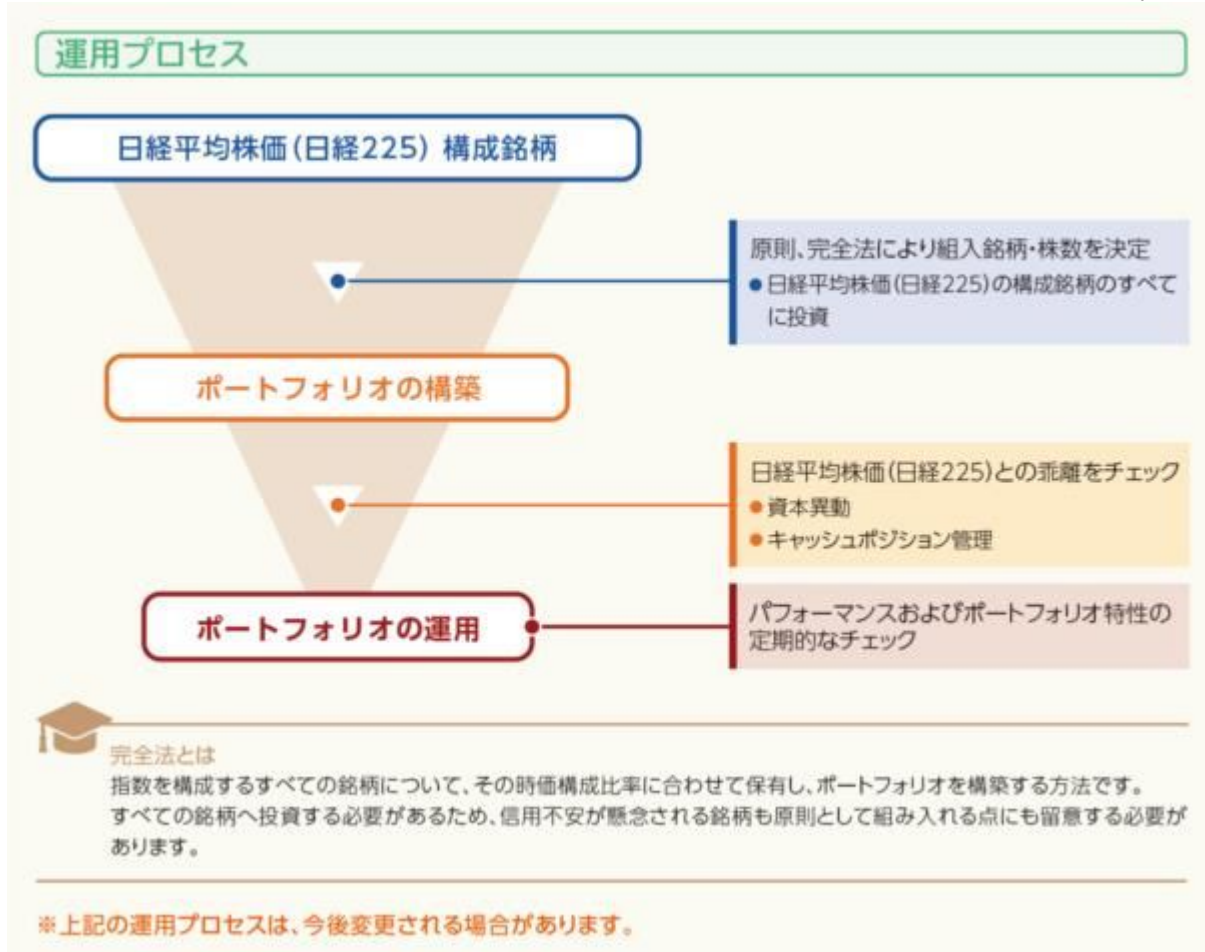 運用プロセス
日経平均株価(日経225) 構成銘柄
原則、完全法により組入銘柄・株数を決定
●日経平均株価(日経225)の構成銘柄のすべて
に投資
ポートフォリオの構築
日経平均株価(日経225)との乖離をチェック
●資本異動
●キャッシュポジション管理
ポートフォリオの運用
パフォーマンスおよびポートフォリオ特性の
定期的なチェック
完全法とは
指数を構成するすべての銘柄について、その時価構成比率に合わせて保有し、ポートフォリオを構築する方法です。
すべての銘柄へ投資する必要があるため、信用不安が懸念される銘柄も原則として組み入れる点にも留意する必要が
あります。
※上記の運用プロセスは、今後変更される場合があります。